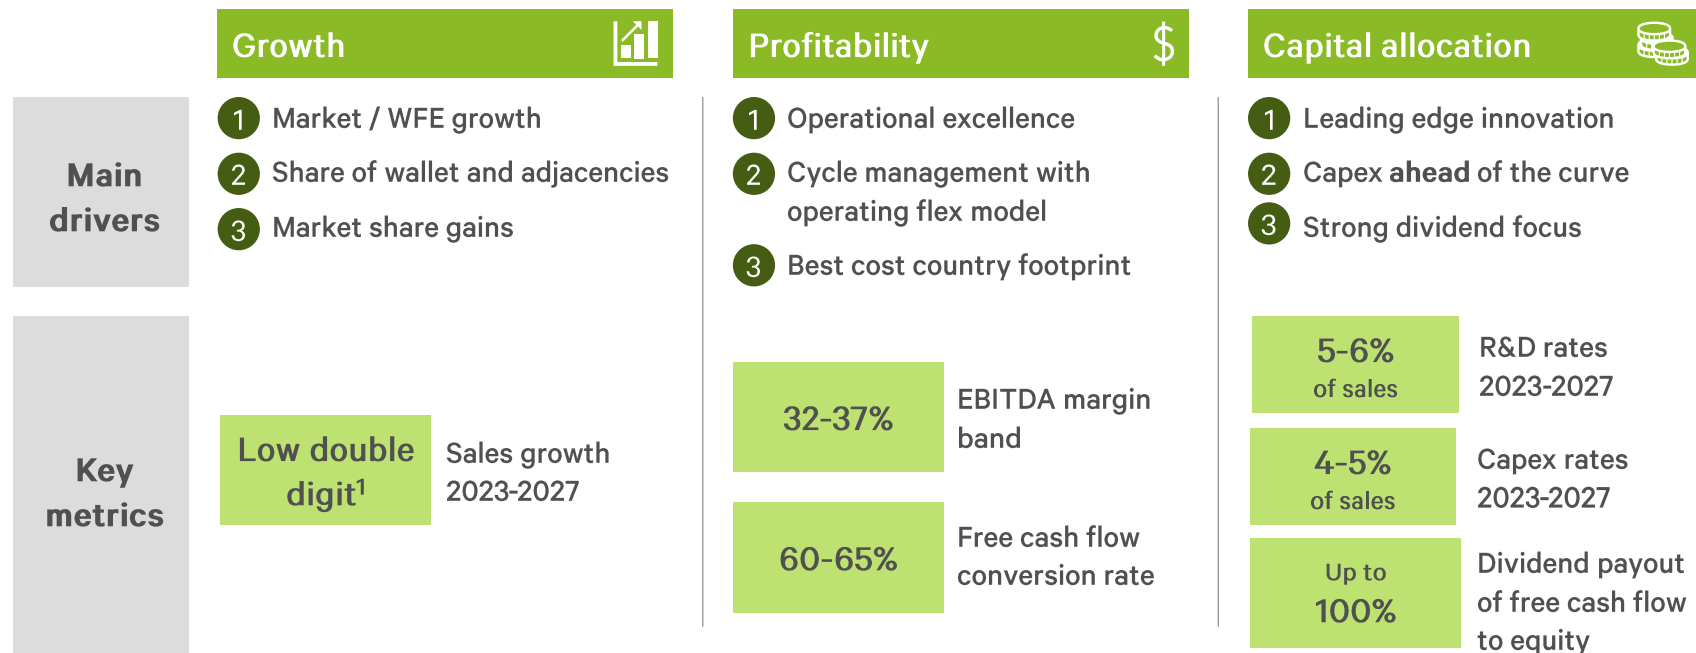 Growth
Profitability
$
Capital allocation
Main
drivers
1 Market / WFE growth
2 Share of wallet and adjacencies
3 Market share gains
1 Operational excellence
2 Cycle management with
operating flex model
3 Best cost country footprint
1 Leading edge innovation
2 Capex ahead of the curve
3 Strong dividend focus
Key
metrics
Low double
digit¹
Sales growth
2023-2027
32-37%
EBITDA margin
band
60-65%
Free cash flow
conversion rate
5-6%
of sales
R&D rates
2023-2027
4-5%
of sales
Capex rates
2023-2027
Up to
100%
Dividend payout
of free cash flow
to equity